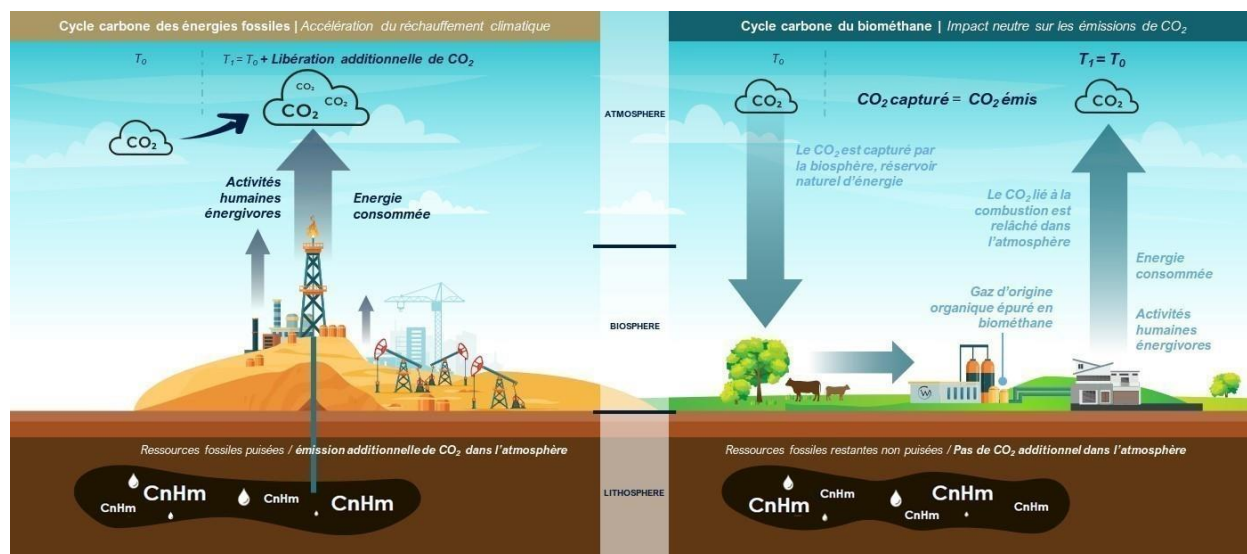 Cycle carbone des énergies fossiles | Accélération du réchauffement climatique
T0
T1 = T0 + Libération additionnelle de CO2
CO2
CO2
CO2
CO2
Activités
humaines
énergivores
Energie
consommée
Ressources fossiles puisées / émission additionnelle de CO2 dans l'atmosphère
CnHm
CnHm
CnHm
CnHm
ATMOSPHERE
BIOSPHERE
LITHOSPHERE
Cycle carbone du biométhane | Impact neutre sur les émissions de CO2
T0
T1 = T0
CO2
CO2 capturé = CO2 émis
CO2
Le CO2 est capturé par
la biosphère, réservoir
naturel d'énergie
Le CO2 lié à la
combustion est
relâché dans
l'atmosphère
Energie
consommée
Gaz d'origine
organique épuré en
biométhane
Activités
humaines
énergivores
W
Ressources fossiles restantes non puisées / Pas de CO2 additionnel dans l'atmosphère
CnHm
CnHm
CnHm
CnHm
CnHm